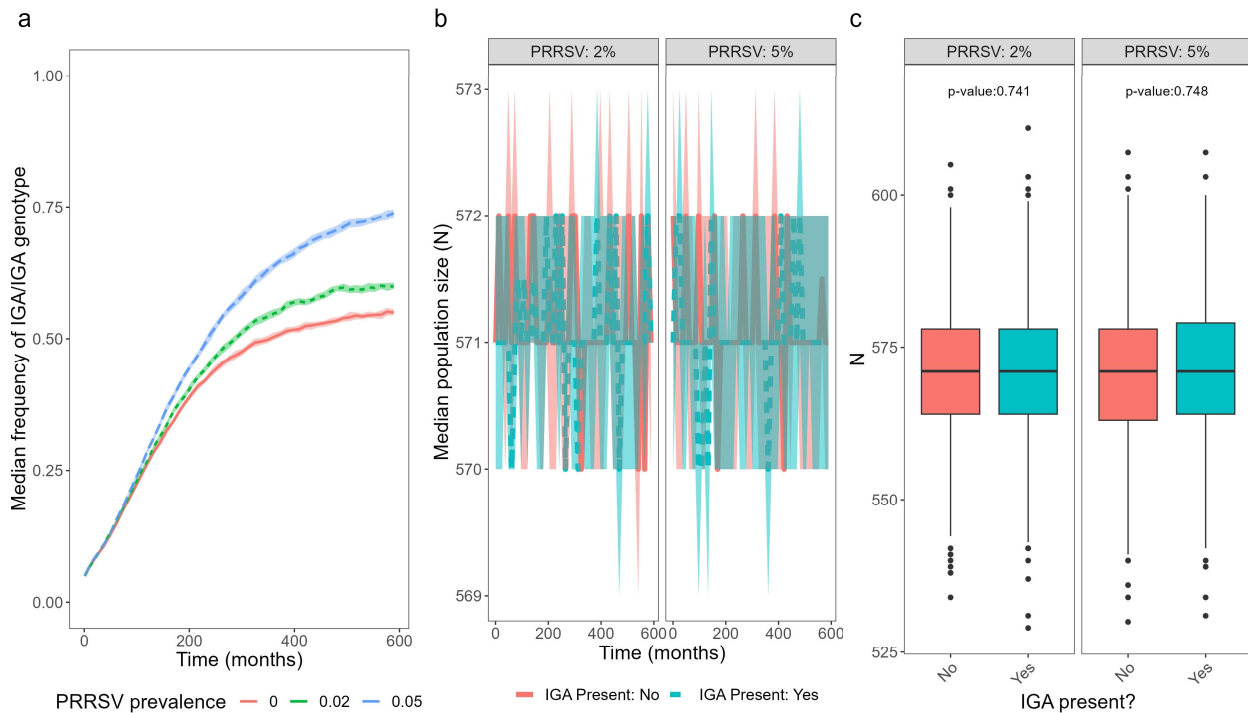 a
Median frequency of IGA/IGA genotype
1.00
0.75
0.50
0.25
0.00
0 200 400 600
Time (months)
PRRSV prevalence 0 0.02 0.05
b
PRRSV: 2% PRRSV: 5%
Median population size (N)
573
572
571
570
569
0 200 400 600 0 200 400 600
Time (months)
IGA Present: No IGA Present: Yes
c
PRRSV: 2% PRRSV: 5%
p-value:0.741 p-value:0.748
N
600
575
550
525
No Yes No Yes
IGA present?